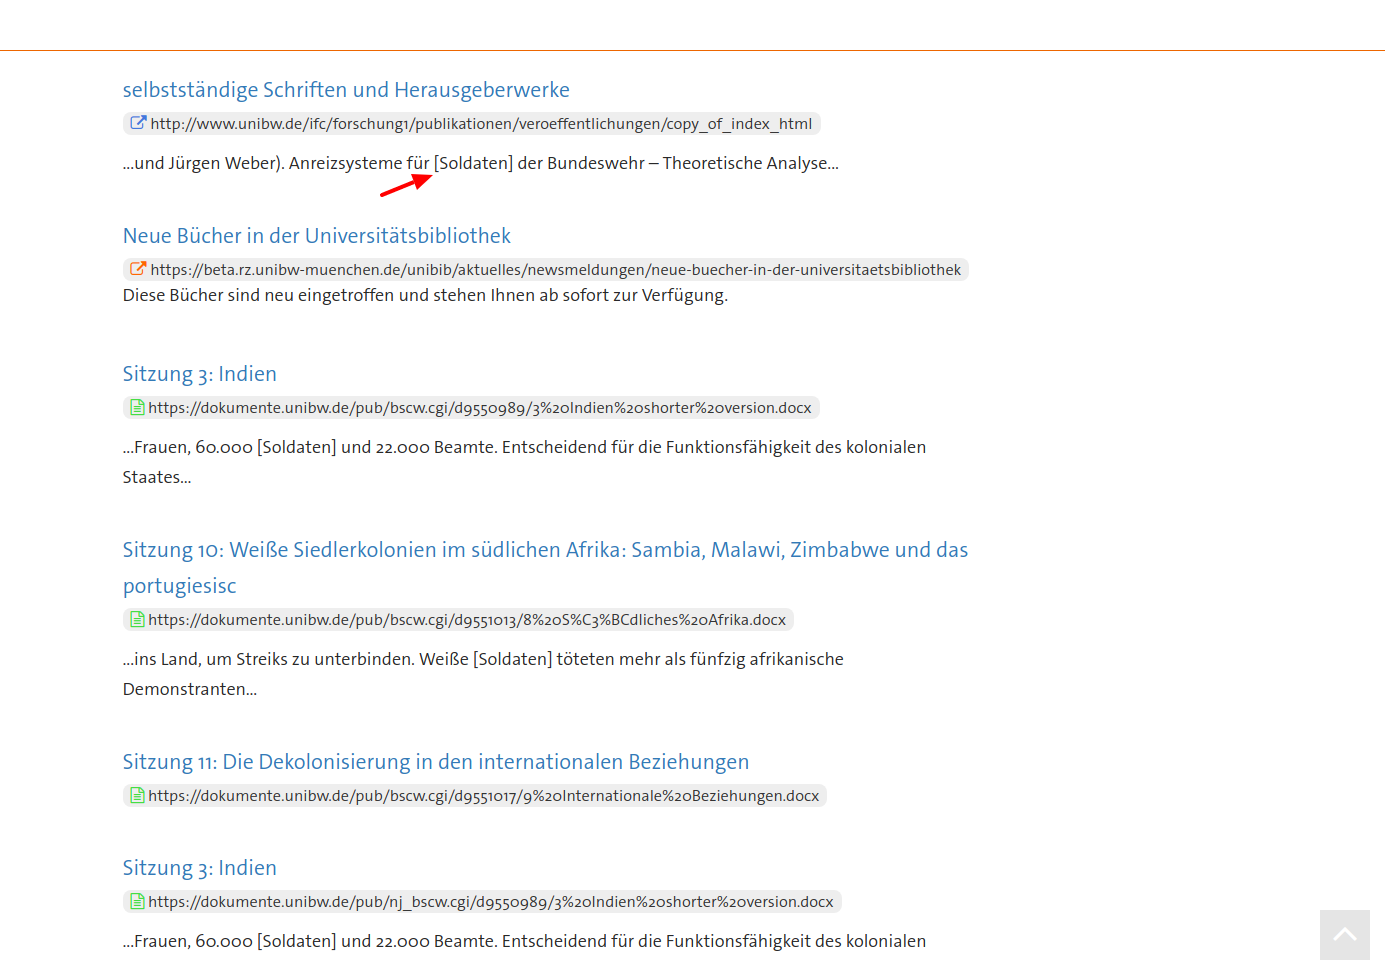 selbstständige Schriften und Herausgeberwerke
http://www.unibw.de/ifc/forschung1/publikationen/veroeffentlichungen/copy_of_index_html
...und Jürgen Weber). Anreizsysteme für [Soldaten] der Bundeswehr – Theoretische Analyse...
Neue Bücher in der Universitätsbibliothek
https://beta.rz.unibw-muenchen.de/unibib/aktuelles/newsmeldungen/neue-buecher-in-der-universitaetsbibliothek
Diese Bücher sind neu eingetroffen und stehen Ihnen ab sofort zur Verfügung.
Sitzung 3: Indien
https://dokumente.unibw.de/pub/bscw.cgi/d9550989/3%20Indien%20shorter%20version.docx
...Frauen, 60.000 [Soldaten] und 22.000 Beamte. Entscheidend für die Funktionsfähigkeit des kolonialen
Staates...
Sitzung 10: Weiße Siedlerkolonien im südlichen Afrika: Sambia, Malawi, Zimbabwe und das
portugiesisc
https://dokumente.unibw.de/pub/bscw.cgi/d9551013/8%20S%C3%BCdliches%20Afrika.docx
...ins Land, um Streiks zu unterbinden. Weiße [Soldaten] töteten mehr als fünfzig afrikanische
Demonstranten...
Sitzung 11: Die Dekolonisierung in den internationalen Beziehungen
https://dokumente.unibw.de/pub/bscw.cgi/d9551017/9%20Internationale%20Beziehungen.docx
Sitzung 3: Indien
https://dokumente.unibw.de/pub/nj_bscw.cgi/d9550989/3%20Indien%20shorter%20version.docx
...Frauen, 60.000 [Soldaten] und 22.000 Beamte. Entscheidend für die Funktionsfähigkeit des kolonialen